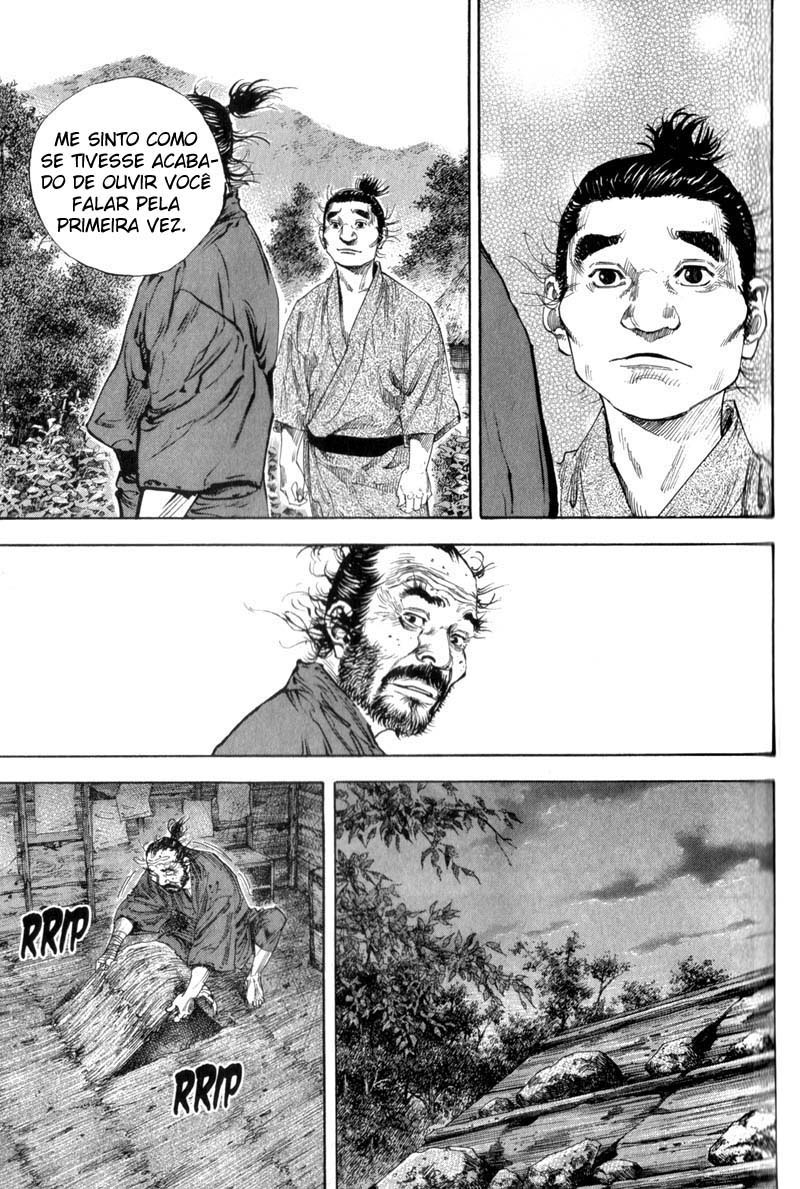 ME SINTO COMO
SE TIVESSE ACABA-
DO DE OUVIR VOCÊ
FALAR PELA
PRIMEIRA VEZ.
RRIP
RRIP